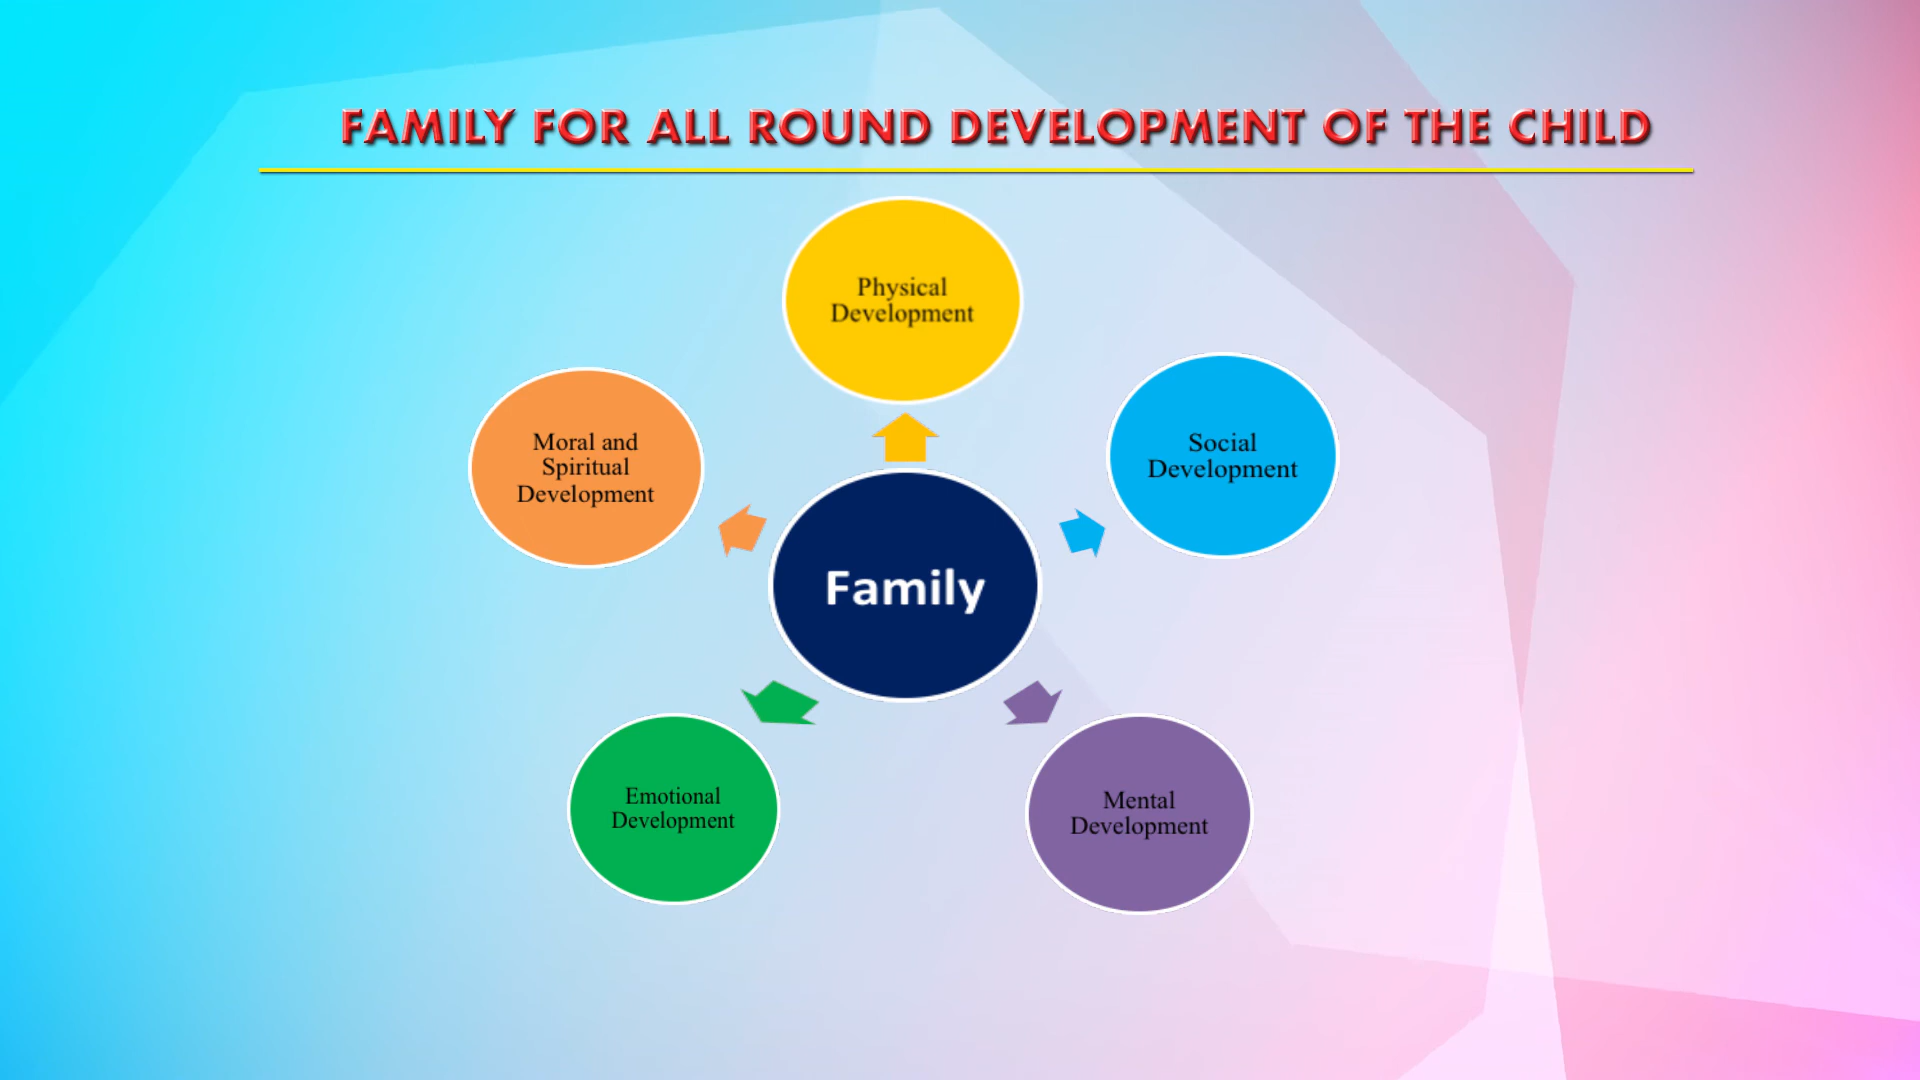 FAMILY FOR ALL ROUND DEVELOPMENT OF THE CHILD
Physical
Development
Social
Development
Moral and
Spiritual
Development
Family
Emotional
Development
Mental
Development